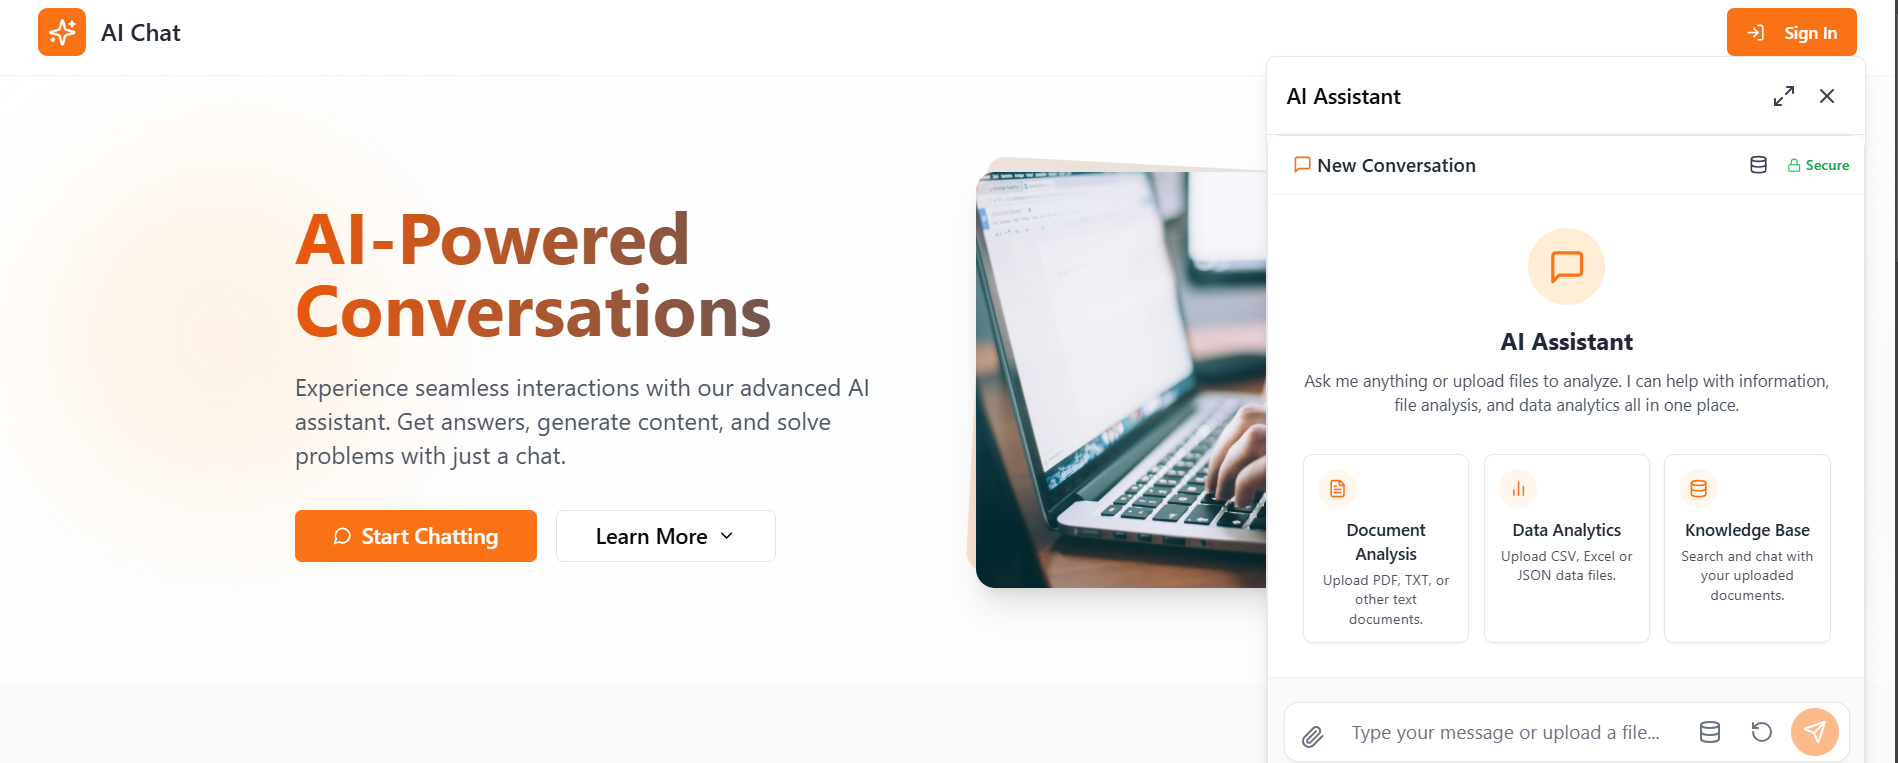 AI Chat
Sign In
AI-Powered
Conversations
Experience seamless interactions with our advanced AI
assistant. Get answers, generate content, and solve
problems with just a chat.
Start Chatting
Learn More
AI Assistant
New Conversation
Secure
AI Assistant
Ask me anything or upload files to analyze. I can help with information,
file analysis, and data analytics all in one place.
Document
Analysis
Upload PDF, TXT, or
other text
documents.
Data Analytics
Upload CSV, Excel or
JSON data files.
Knowledge Base
Search and chat with
your uploaded
documents.
Type your message or upload a file...